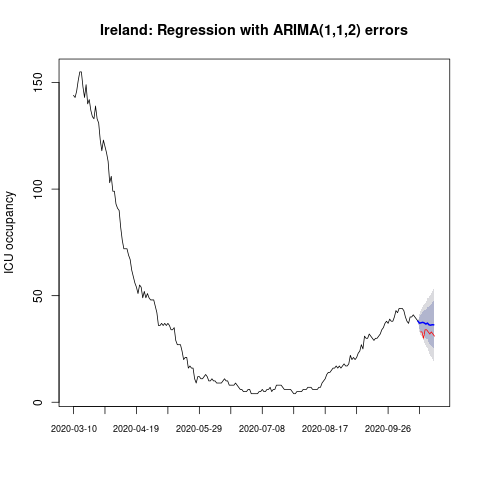 Ireland: Regression with ARIMA(1,1,2) errors
ICU occupancy
150
100
50
0
2020-03-10 2020-04-19 2020-05-29 2020-07-08 2020-08-17 2020-09-26